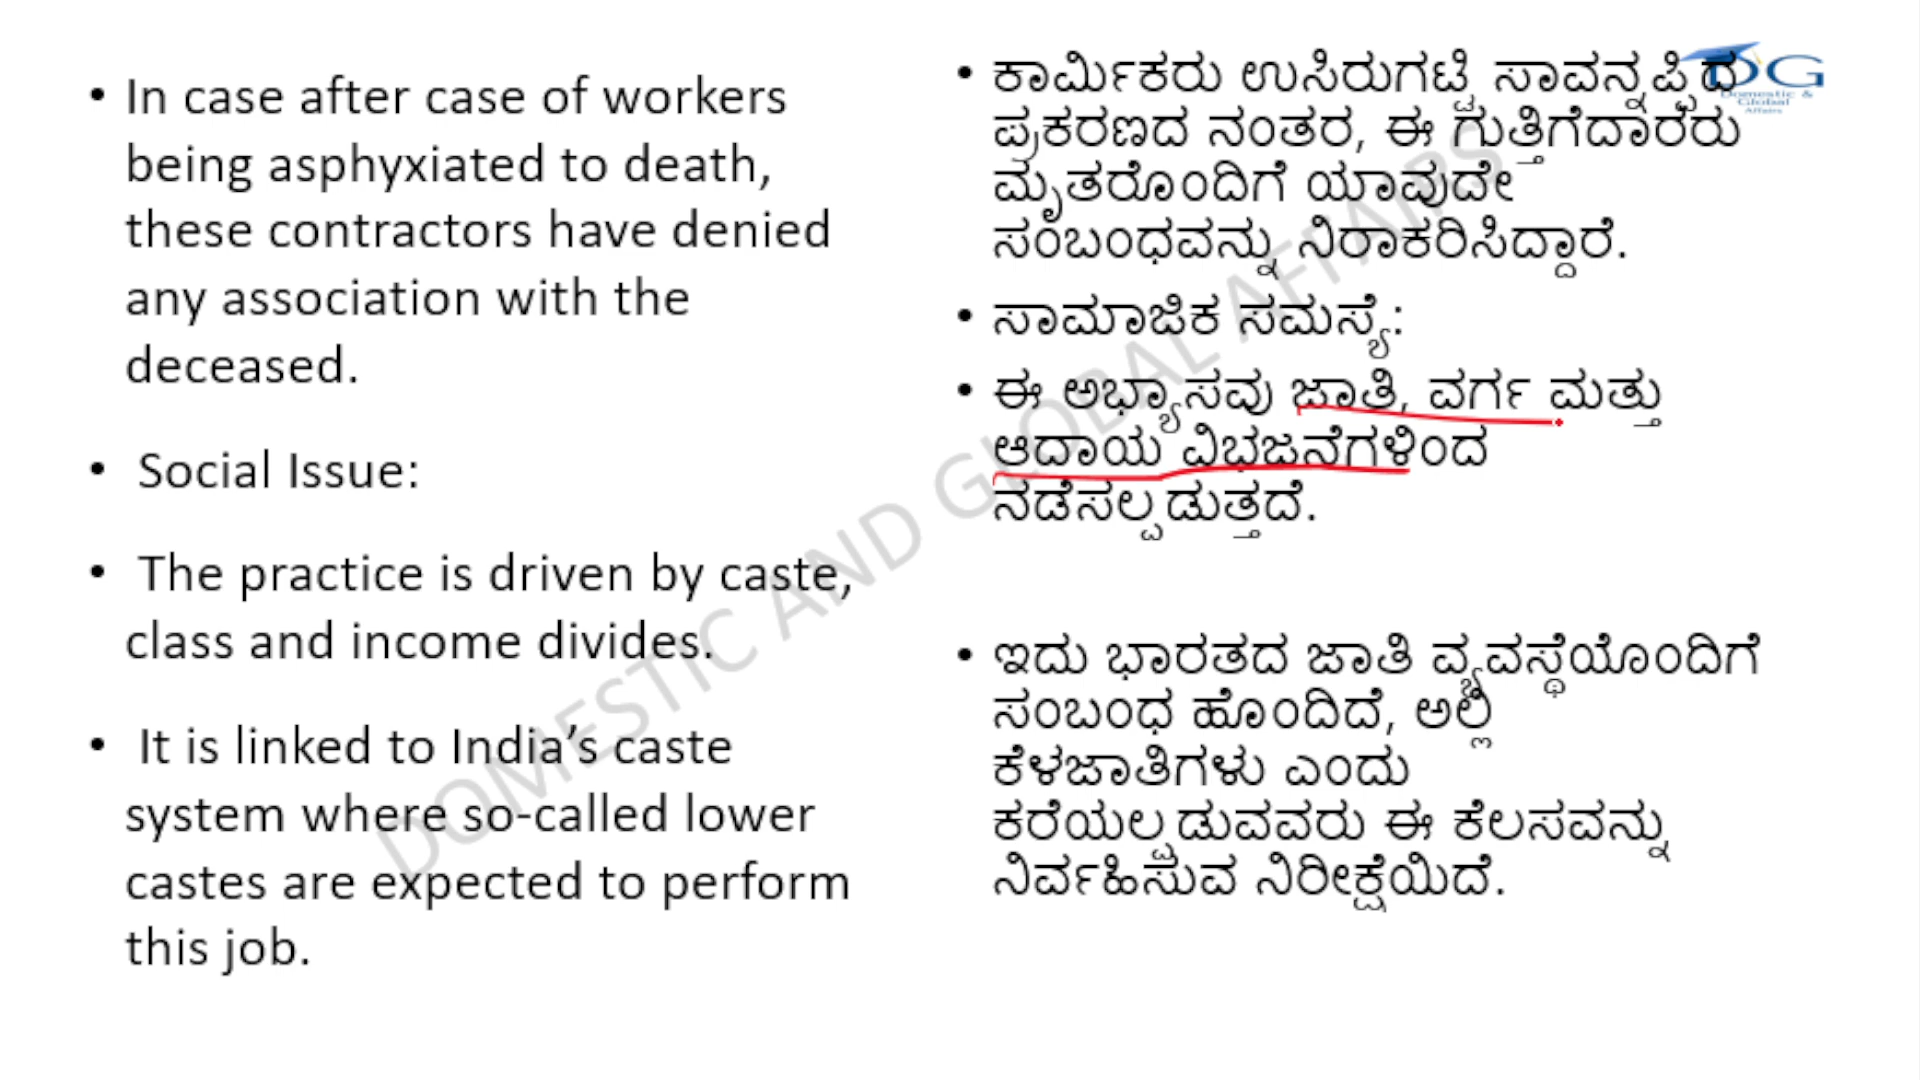 • In case after case of workers
being asphyxiated to death,
these contractors have denied
any association with the
deceased.
• Social Issue:
• The practice is driven by caste,
class and income divides.
• It is linked to India’s caste
system where so-called lower
castes are expected to perform
this job.
• ಕಾರ್ಮಿಕರು ಉಸಿರುಗಟ್ಟಿ ಸಾವನ್ನಪ್ಪಿದ
ಪ್ರಕರಣದ ನಂತರ, ಈ ಗುತ್ತಿಗೆದಾರರು
ಮೃತರೊಂದಿಗೆ ಯಾವುದೇ
ಸಂಬಂಧವನ್ನು ನಿರಾಕರಿಸಿದ್ದಾರೆ.
• ಸಾಮಾಜಿಕ ಸಮಸ್ಯೆ:
• ಈ ಅಭ್ಯಾಸವು ಜಾತಿ, ವರ್ಗ ಮತ್ತು
ಆದಾಯ ವಿಭಜನೆಗಳಿಂದ
ನಡೆಸಲ್ಪಡುತ್ತದೆ.
• ಇದು ಭಾರತದ ಜಾತಿ ವ್ಯವಸ್ಥೆಯೊಂದಿಗೆ
ಸಂಬಂಧ ಹೊಂದಿದೆ, ಅಲ್ಲಿ
ಕೆಳಜಾತಿಗಳು ಎಂದು
ಕರೆಯಲ್ಪಡುವವರು ಈ ಕೆಲಸವನ್ನು
ನಿರ್ವಹಿಸುವ ನಿರೀಕ್ಷೆಯಿದೆ.
DG
Domestic &
Global
Affairs
DOMESTIC AND GLOBAL AFFAIRS